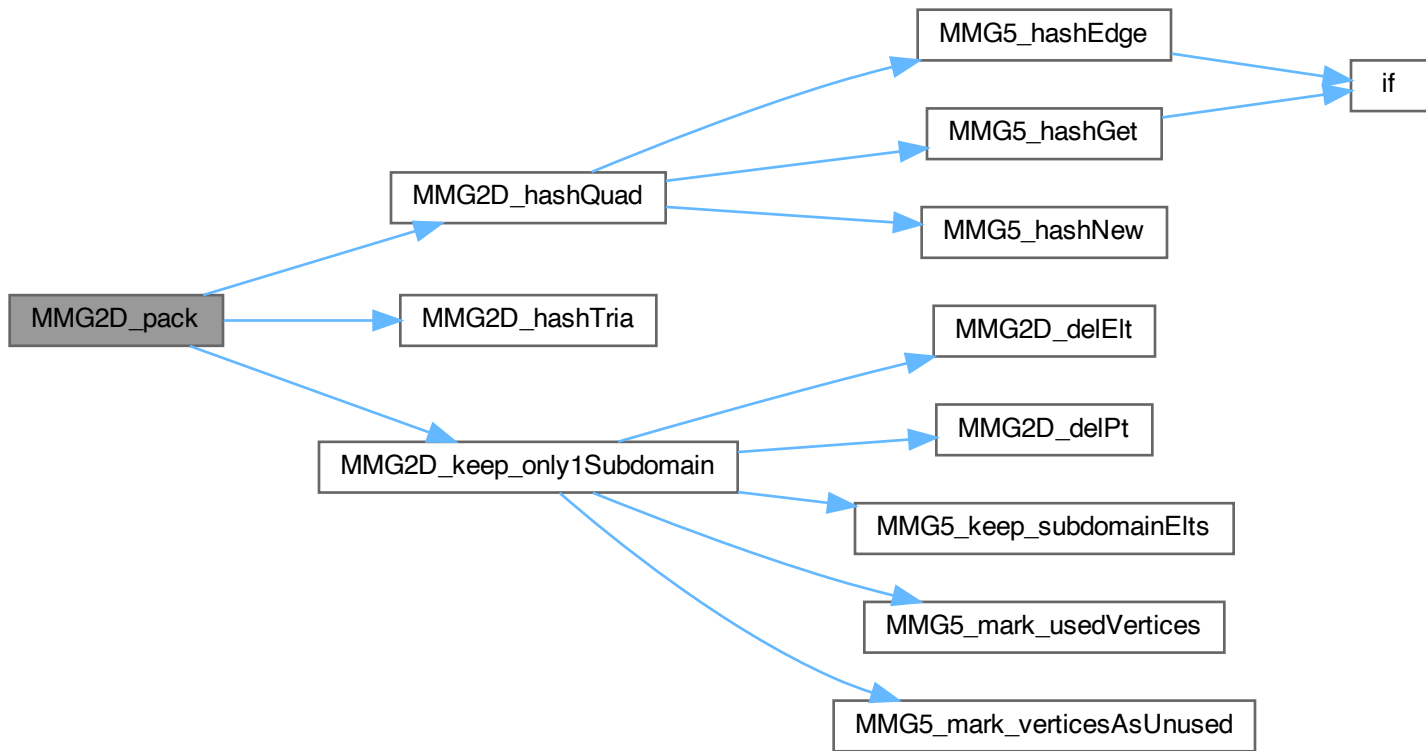 MMG5_hashEdge
if
MMG5_hashGet
MMG2D_hashQuad
MMG5_hashNew
MMG2D_pack
MMG2D_hashTria
MMG2D_delElt
MMG2D_delPt
MMG2D_keep_only1Subdomain
MMG5_keep_subdomainElts
MMG5_mark_usedVertices
MMG5_mark_verticesAsUnused